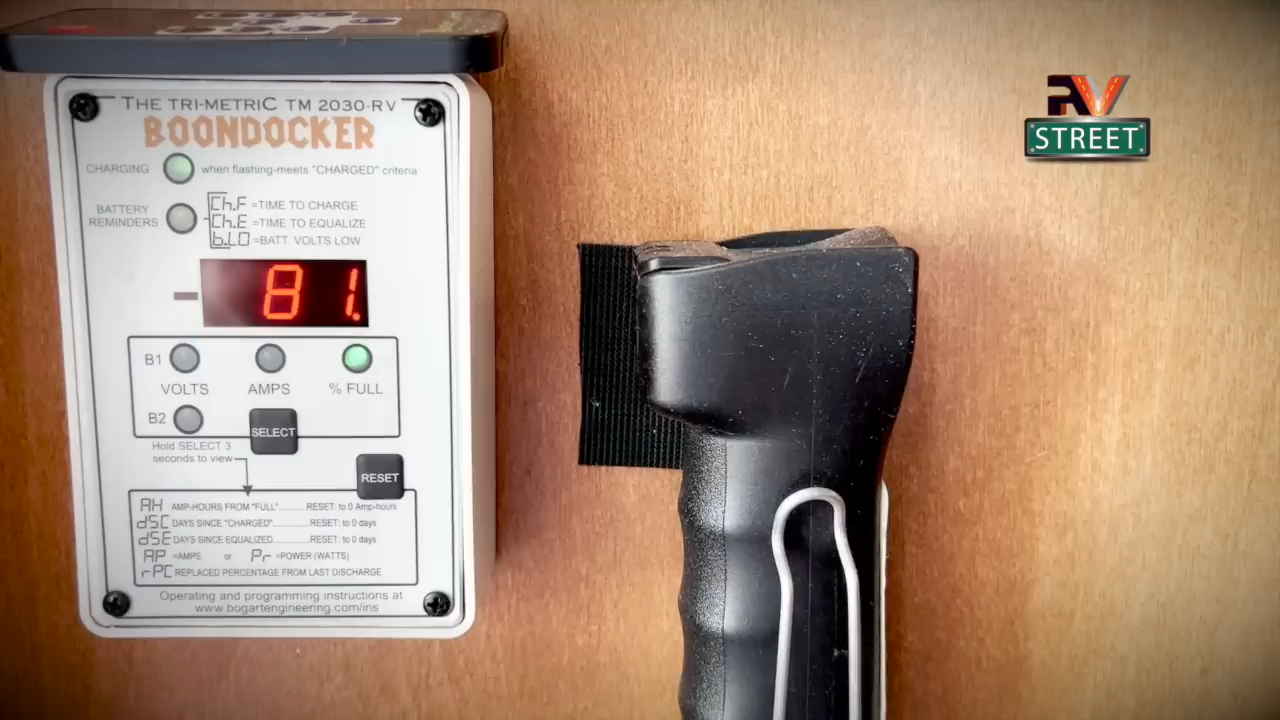 THE TRI-METRIC TM 2030-RV
BOONDOCKER
CHARGING when flashing-meets "CHARGED" criteria
BATTERY REMINDERS
Ch.F =TIME TO CHARGE
Ch.E =TIME TO EQUALIZE
b.LO =BATT. VOLTS LOW
81.
B1
VOLTS AMPS % FULL
B2
SELECT
Hold SELECT 3
seconds to view
RESET
AH AMP-HOURS FROM "FULL".......RESET: to 0 Amp-hours
dSC DAYS SINCE "CHARGED"..........RESET: to 0 days
dSE DAYS SINCE EQUALIZED..........RESET: to 0 days
AP =AMPS or Pr =POWER (WATTS)
rPC REPLACED PERCENTAGE FROM LAST DISCHARGE
Operating and programming instructions at
www.bogartengineering.com/ins
RV
STREET